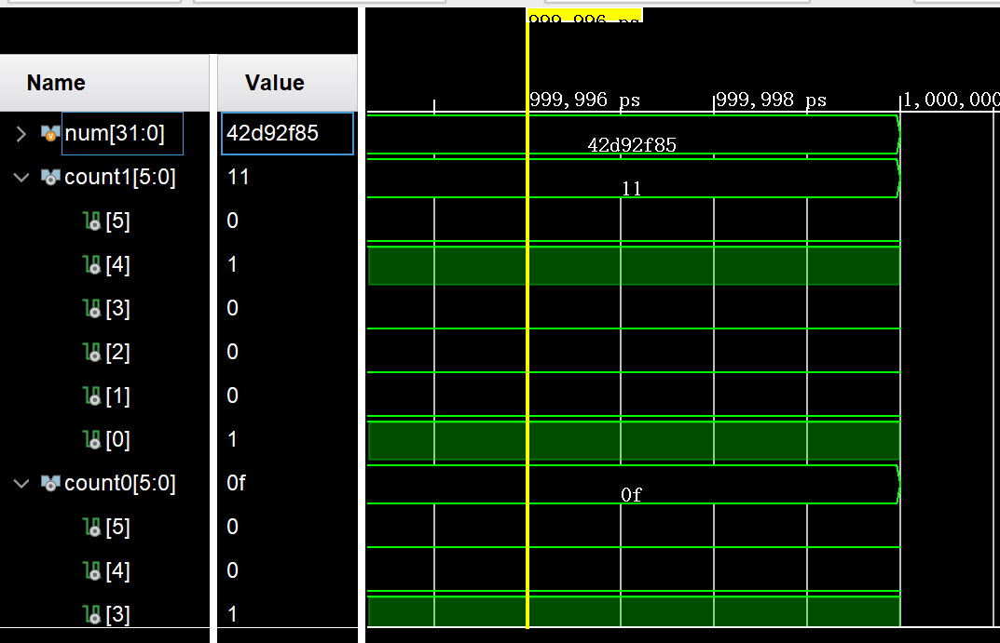 999,996 ps
Name Value
999,996 ps 999,998 ps 1,000,000
num[31:0] 42d92f85 42d92f85
count1[5:0] 11 11
[5] 0
[4] 1
[3] 0
[2] 0
[1] 0
[0] 1
count0[5:0] 0f 0f
[5] 0
[4] 0
[3] 1